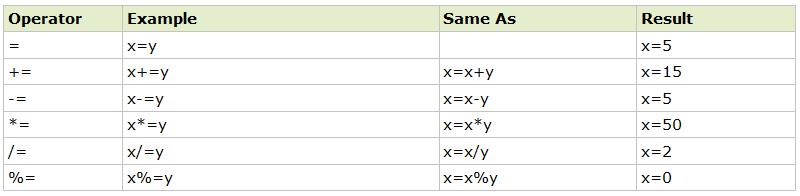 Operator Example Same As Result
= x=y x=5
+= x+=y x=x+y x=15
-= x-=y x=x-y x=5
*= x*=y x=x*y x=50
/= x/=y x=x/y x=2
%= x%=y x=x%y x=0